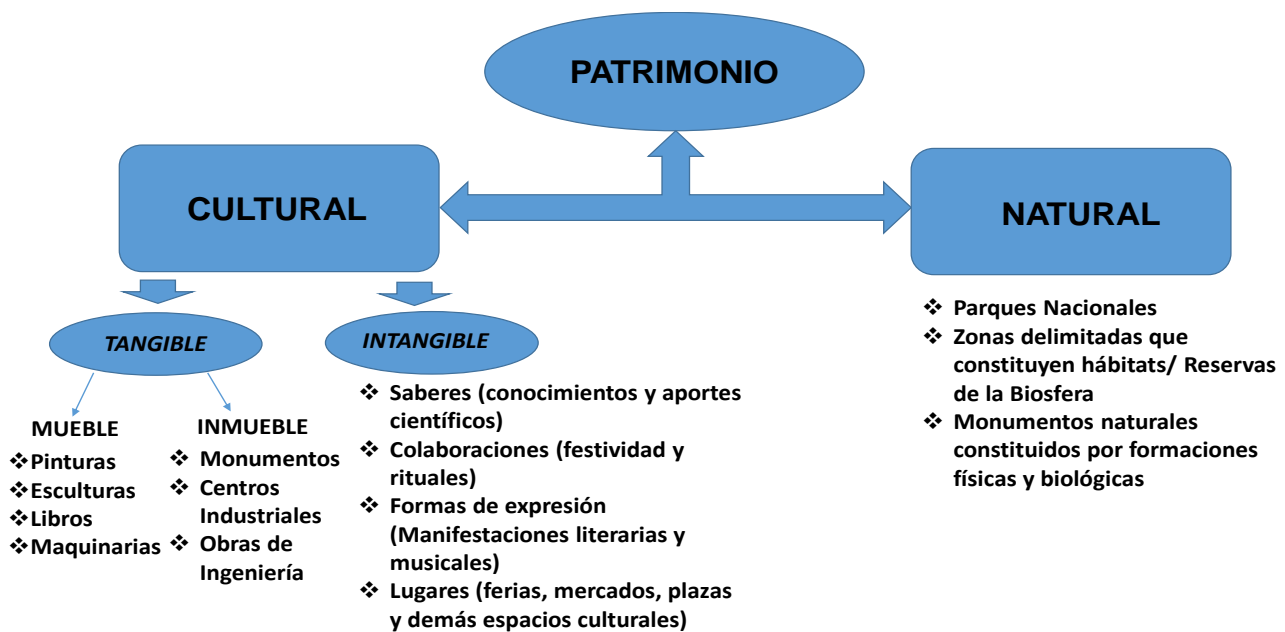 PATRIMONIO
CULTURAL
NATURAL
TANGIBLE
INTANGIBLE
MUEBLE
❖Pinturas
❖Esculturas
❖Libros
❖Maquinarias
INMUEBLE
❖ Monumentos
❖ Centros
Industriales
❖ Obras de
Ingeniería
❖ Saberes (conocimientos y aportes
científicos)
❖ Colaboraciones (festividad y
rituales)
❖ Formas de expresión
(Manifestaciones literarias y
musicales)
❖ Lugares (ferias, mercados, plazas
y demás espacios culturales)
❖ Parques Nacionales
❖ Zonas delimitadas que
constituyen hábitats/ Reservas
de la Biosfera
❖ Monumentos naturales
constituidos por formaciones
físicas y biológicas